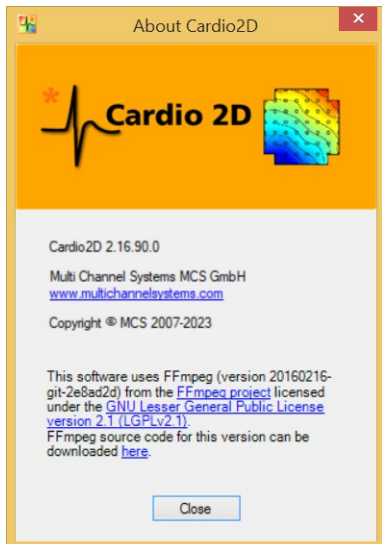 About Cardio2D
* Cardio 2D
Cardio2D 2.16.90.0
Multi Channel Systems MCS GmbH
www.multichannelsystems.com
Copyright © MCS 2007-2023
This software uses FFmpeg (version 20160216-
git-2e8ad2d) from the FFmpeg project licensed
under the GNU Lesser General Public License
version 2.1 (LGPLv2.1).
FFmpeg source code for this version can be
downloaded here.
Close